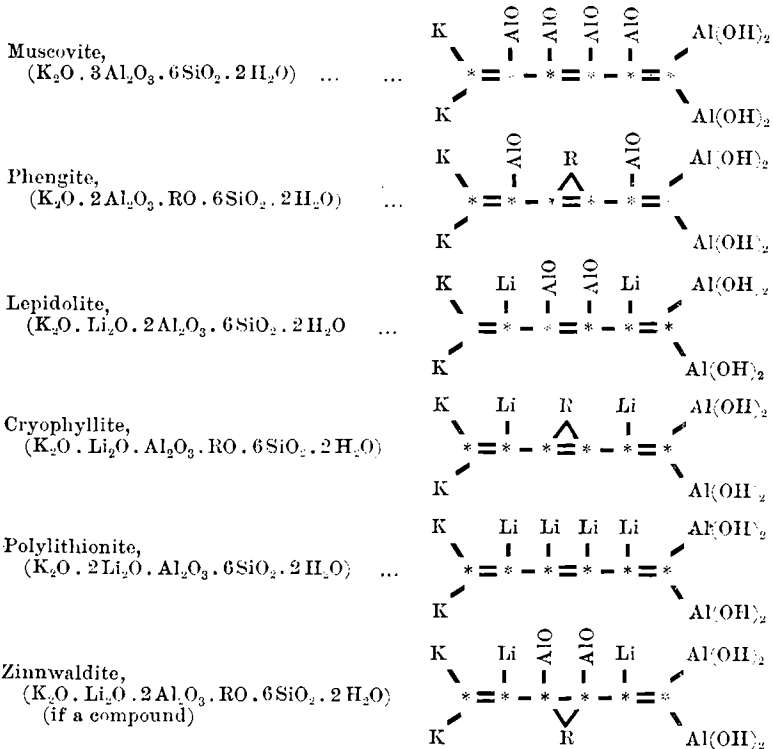 K AlO AlO AlO AlO Al(OH)₂
Muscovite,
(K₂O . 3Al₂O₃ . 6SiO₂ . 2H₂O) ... ...
* = * - * = * - * = *
K Al(OH)₂
K AlO R AlO Al(OH)₂
Phengite,
(K₂O . 2Al₂O₃ . RO . 6SiO₂ . 2H₂O) ...
* = * - * = * - * = *
K Al(OH)₂
K Li AlO AlO Li Al(OH)₂
Lepidolite,
(K₂O . Li₂O . 2Al₂O₃ . 6SiO₂ . 2H₂O ...
= * - * = * - * = *
K Al(OH)₂
K Li R Li Al(OH)₂
Cryophyllite,
(K₂O . Li₂O . Al₂O₃ . RO . 6SiO₂ . 2H₂O)
* = * - * = * - * = *
K Al(OH)₂
K Li Li Li Li Al(OH)₂
Polylithionite,
(K₂O . 2Li₂O . Al₂O₃ . 6SiO₂ . 2H₂O) ...
* = * - * = * - * = *
K Al(OH)₂
K Li AlO AlO Li Al(OH)₂
Zinnwaldite,
(K₂O . Li₂O . 2Al₂O₃ . RO . 6SiO₂ . 2H₂O)
* = * - * - * - * = *
(if a compound)
K R Al(OH)₂